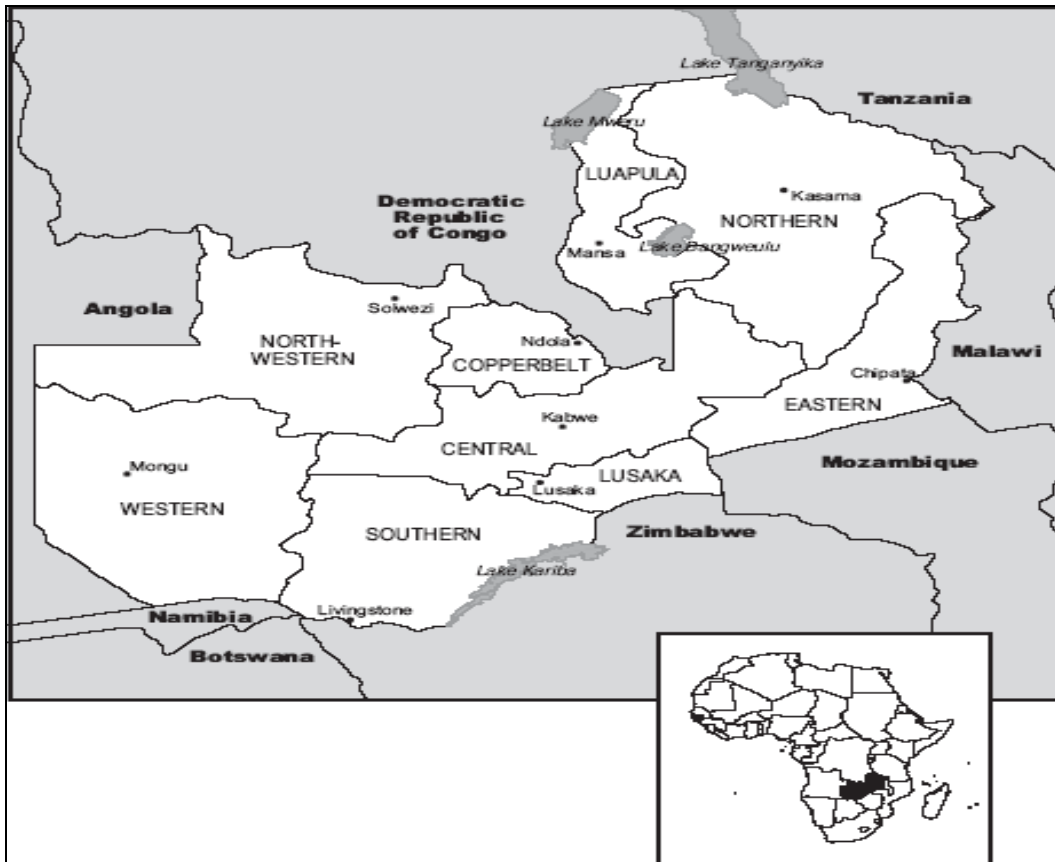 Lake Tanganyika
Tanzania
Lake Mweru
LUAPULA
Democratic
Republic
of Congo
Kasama
NORTHERN
Mansa
Lake Bangweulu
Angola
Solwezi
NORTH-
WESTERN
Ndola
COPPERBELT
Malawi
Chipata
EASTERN
Kabwe
CENTRAL
Mongu
WESTERN
Lusaka
LUSAKA
Mozambique
SOUTHERN
Zimbabwe
Lake Kariba
Livingstone
Namibia
Botswana